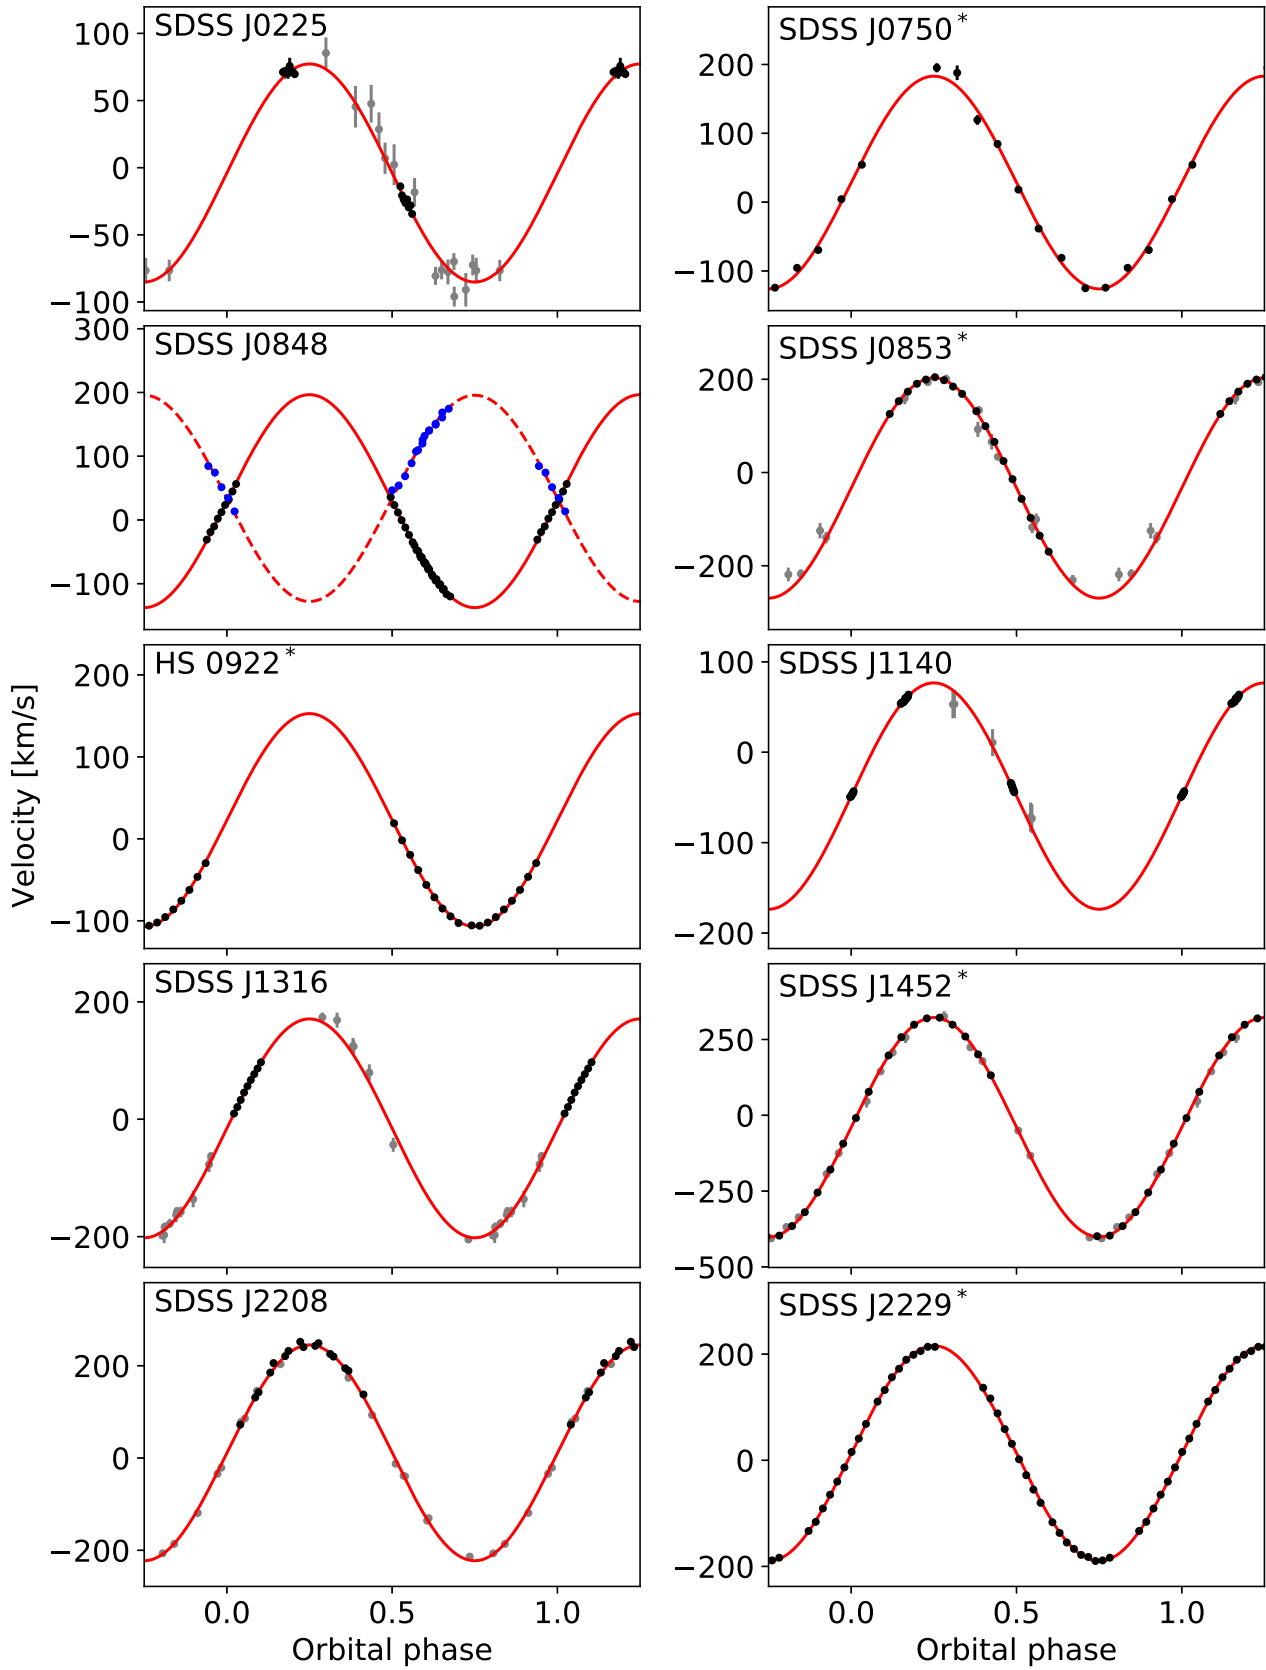 SDSS J0225
100
50
0
−50
−100
SDSS J0750*
200
100
0
−100
SDSS J0848
300
200
100
0
−100
SDSS J0853*
200
0
−200
HS 0922*
200
100
0
−100
SDSS J1140
100
0
−100
−200
Velocity [km/s]
SDSS J1316
200
0
−200
SDSS J1452*
250
0
−250
−500
SDSS J2208
200
0
−200
0.0 0.5 1.0
Orbital phase
SDSS J2229*
200
0
−200
0.0 0.5 1.0
Orbital phase